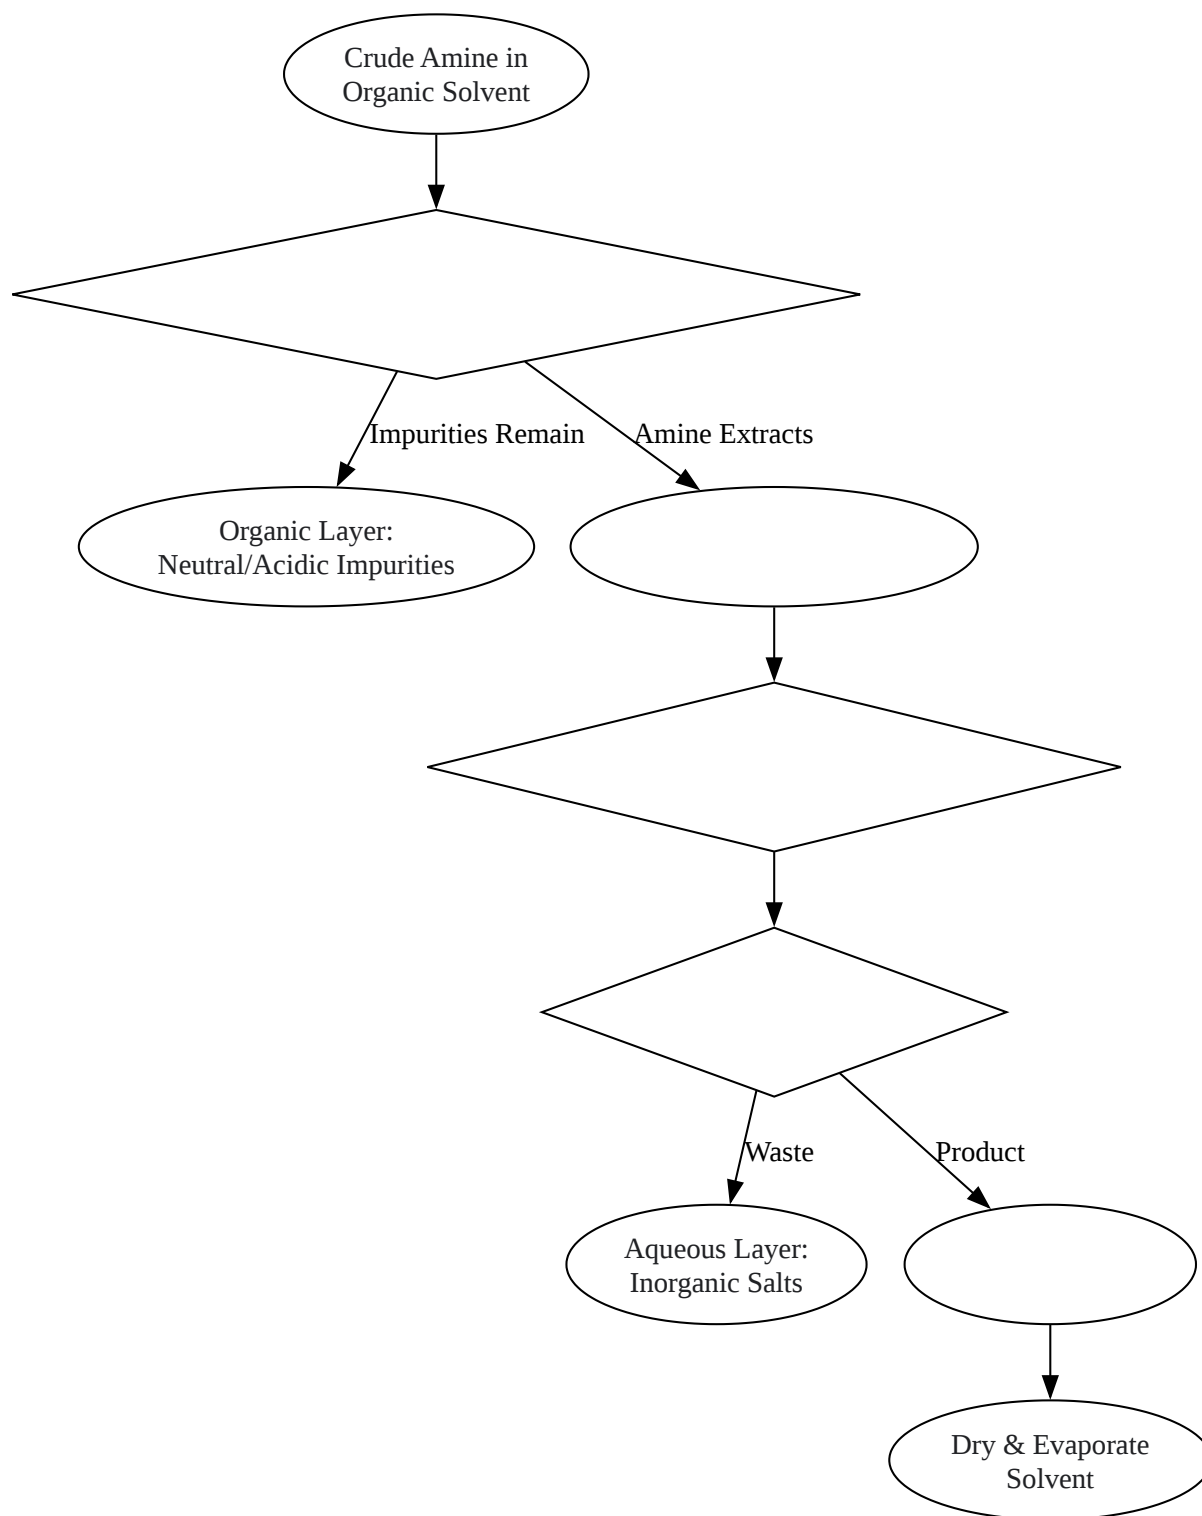 Crude Amine in
Organic Solvent
Impurities Remain
Amine Extracts
Organic Layer:
Neutral/Acidic Impurities
Waste
Product
Aqueous Layer:
Inorganic Salts
Dry & Evaporate
Solvent